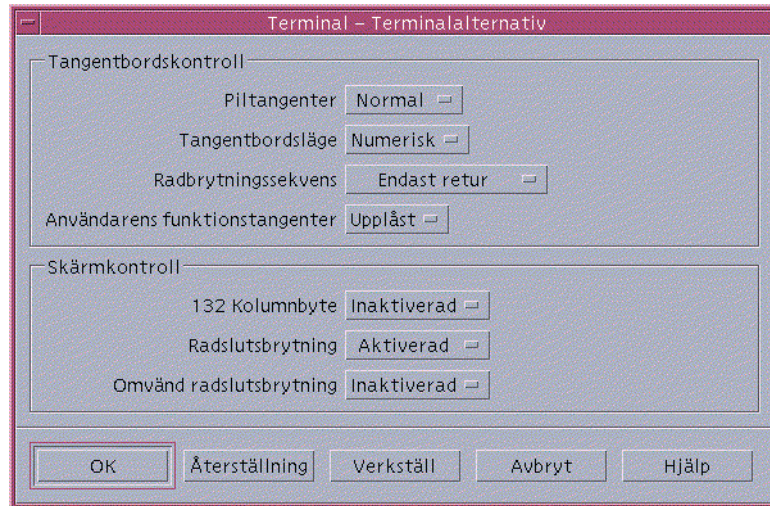 Terminal – Terminalalternativ
Tangentbordskontroll
Piltangenter Normal
Tangentbordsläge Numerisk
Radbrytningssekvens Endast retur
Användarens funktionstangenter Upplåst
Skärmkontroll
132 Kolumnbyte Inaktiverad
Radslutsbrytning Aktiverad
Omvänd radslutsbrytning Inaktiverad
OK Återställning Verkställ Avbryt Hjälp